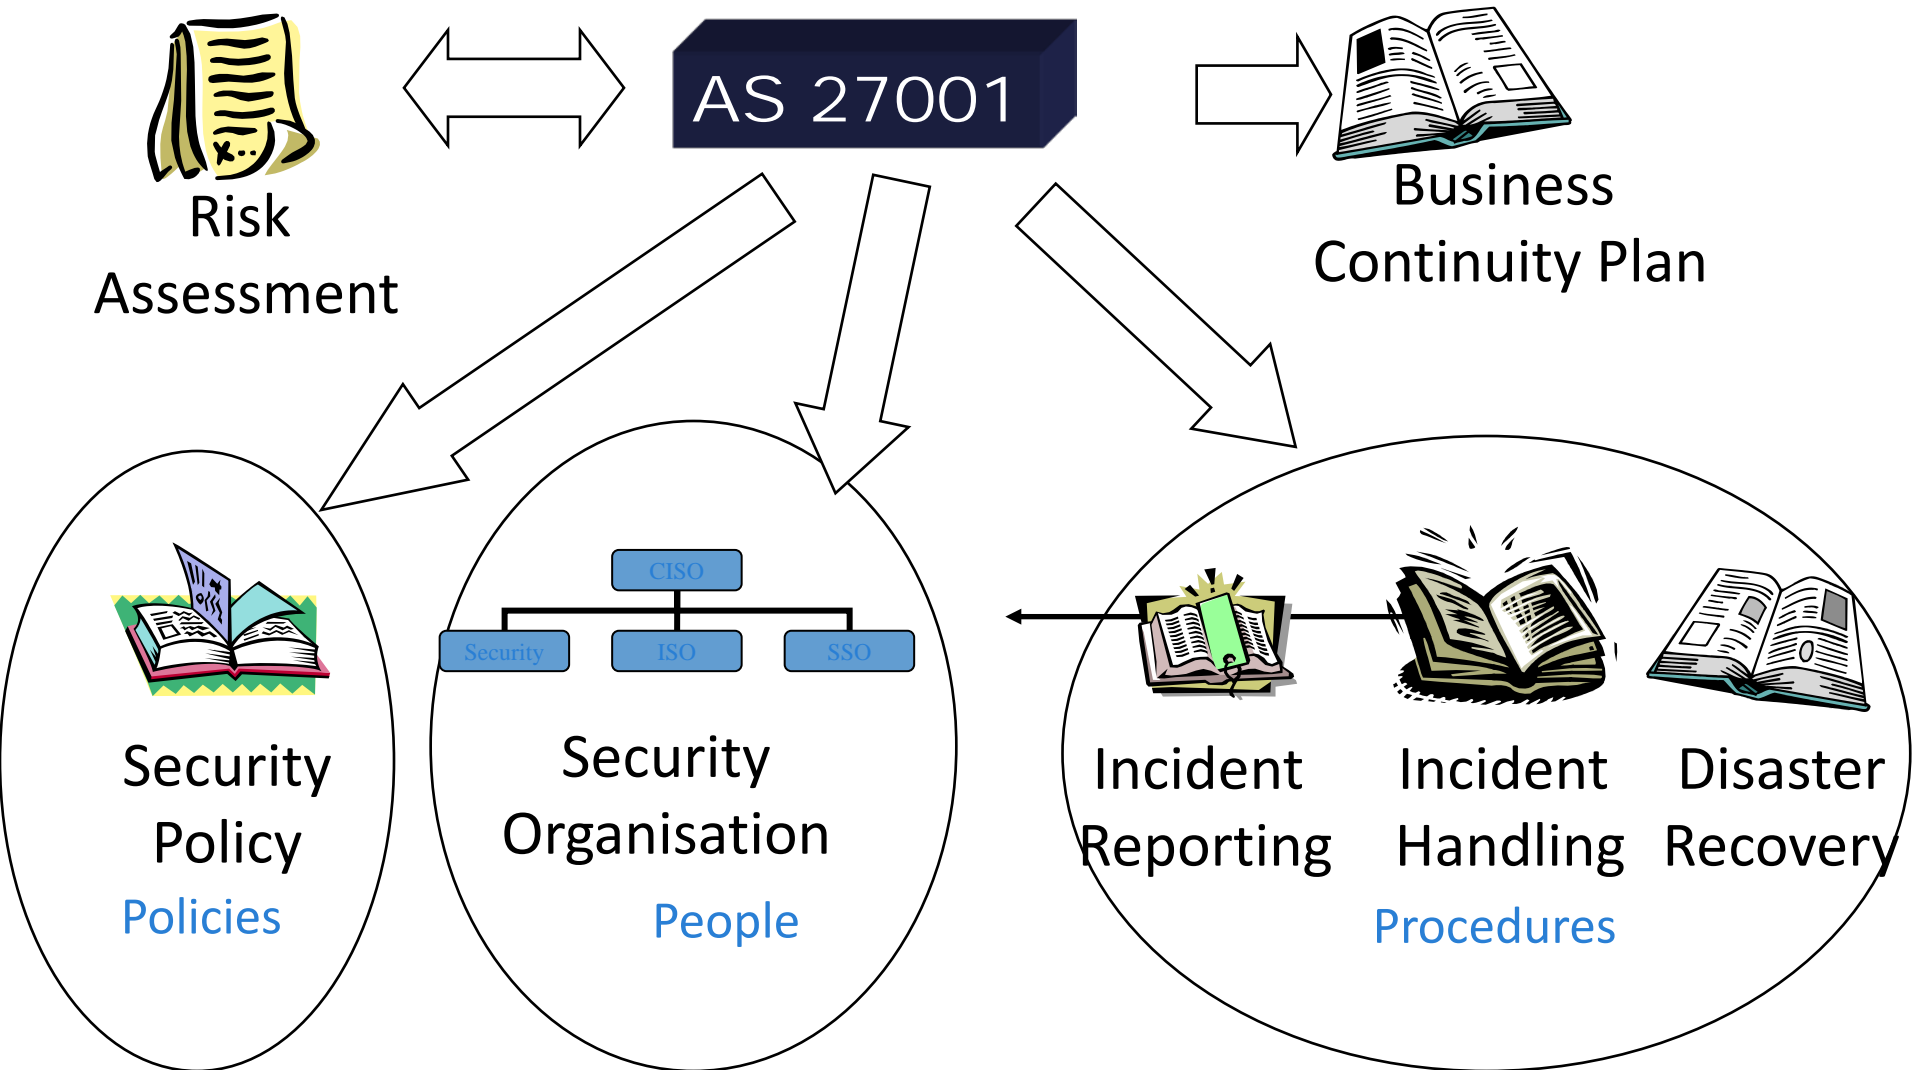 AS 27001
Risk
Assessment
Business
Continuity Plan
CISO
Security
ISO
SSO
Security
Policy
Policies
Security
Organisation
People
Incident
Reporting
Incident
Handling
Disaster
Recovery
Procedures